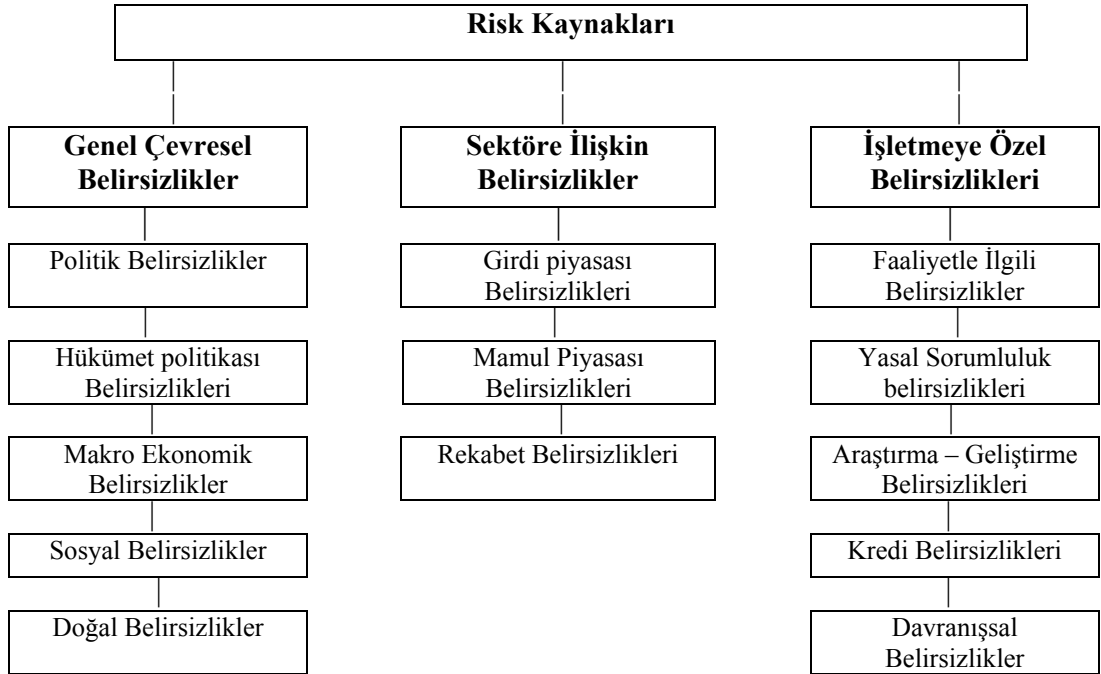 Risk Kaynakları
Genel Çevresel
Belirsizlikler
Politik Belirsizlikler
Hükümet politikası
Belirsizlikleri
Makro Ekonomik
Belirsizlikler
Sosyal Belirsizlikler
Doğal Belirsizlikler
Sektöre İlişkin
Belirsizlikler
Girdi piyasası
Belirsizlikleri
Mamul Piyasası
Belirsizlikleri
Rekabet Belirsizlikleri
İşletmeye Özel
Belirsizlikleri
Faaliyetle İlgili
Belirsizlikler
Yasal Sorumluluk
belirsizlikleri
Araştırma – Geliştirme
Belirsizlikleri
Kredi Belirsizlikleri
Davranışsal
Belirsizlikler